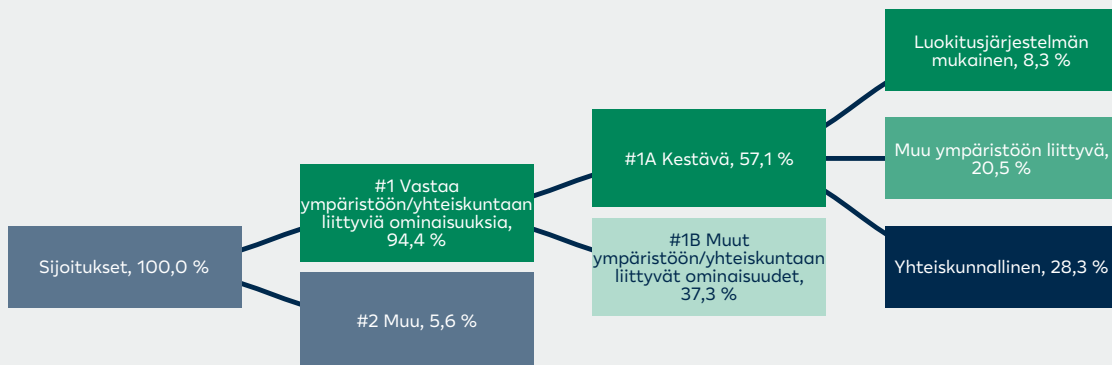 Sijoitukset, 100,0 %
#1 Vastaa
ympäristöön/yhteiskuntaan
liittyviä ominaisuuksia,
94,4 %
#2 Muu, 5,6 %
#1A Kestävä, 57,1 %
#1B Muut
ympäristöön/yhteiskuntaan
liittyvät ominaisuudet,
37,3 %
Luokitusjärjestelmän
mukainen, 8,3 %
Muu ympäristöön liittyvä,
20,5 %
Yhteiskunnallinen, 28,3 %